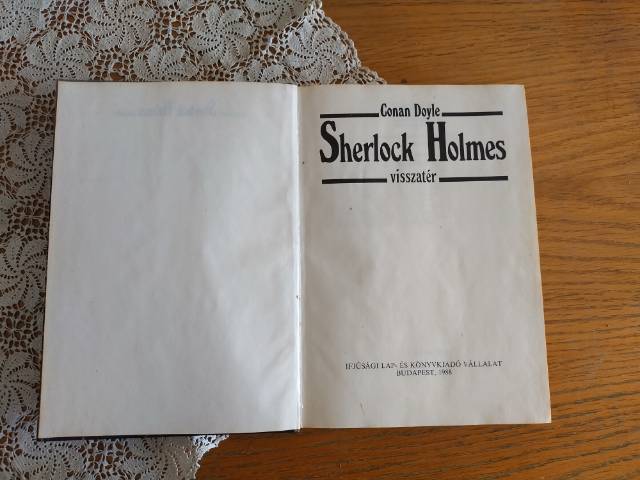 Conan Doyle
Sherlock Holmes
visszatér
IFJÚSÁGI LAP- ÉS KÖNYVKIADÓ VÁLLALAT
BUDAPEST, 1988